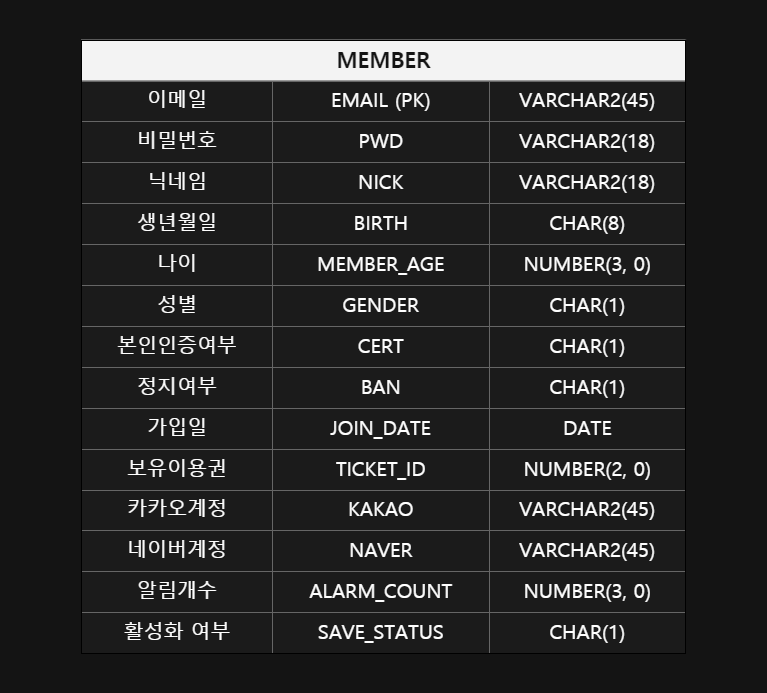 MEMBER
이메일 EMAIL (PK) VARCHAR2(45)
비밀번호 PWD VARCHAR2(18)
닉네임 NICK VARCHAR2(18)
생년월일 BIRTH CHAR(8)
나이 MEMBER_AGE NUMBER(3, 0)
성별 GENDER CHAR(1)
본인인증여부 CERT CHAR(1)
정지여부 BAN CHAR(1)
가입일 JOIN_DATE DATE
보유이용권 TICKET_ID NUMBER(2, 0)
카카오계정 KAKAO VARCHAR2(45)
네이버계정 NAVER VARCHAR2(45)
알림개수 ALARM_COUNT NUMBER(3, 0)
활성화 여부 SAVE_STATUS CHAR(1)